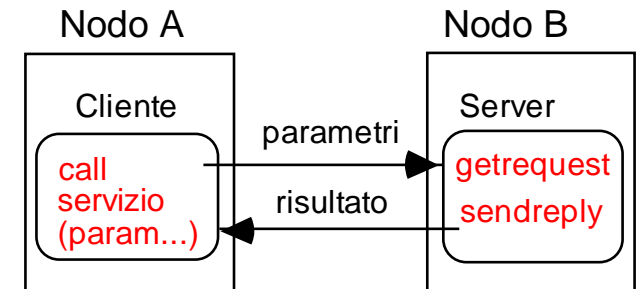 Nodo A
Nodo B
Cliente
Server
parametri
call
servizio
(param...)
getrequest
risultato
sendreply